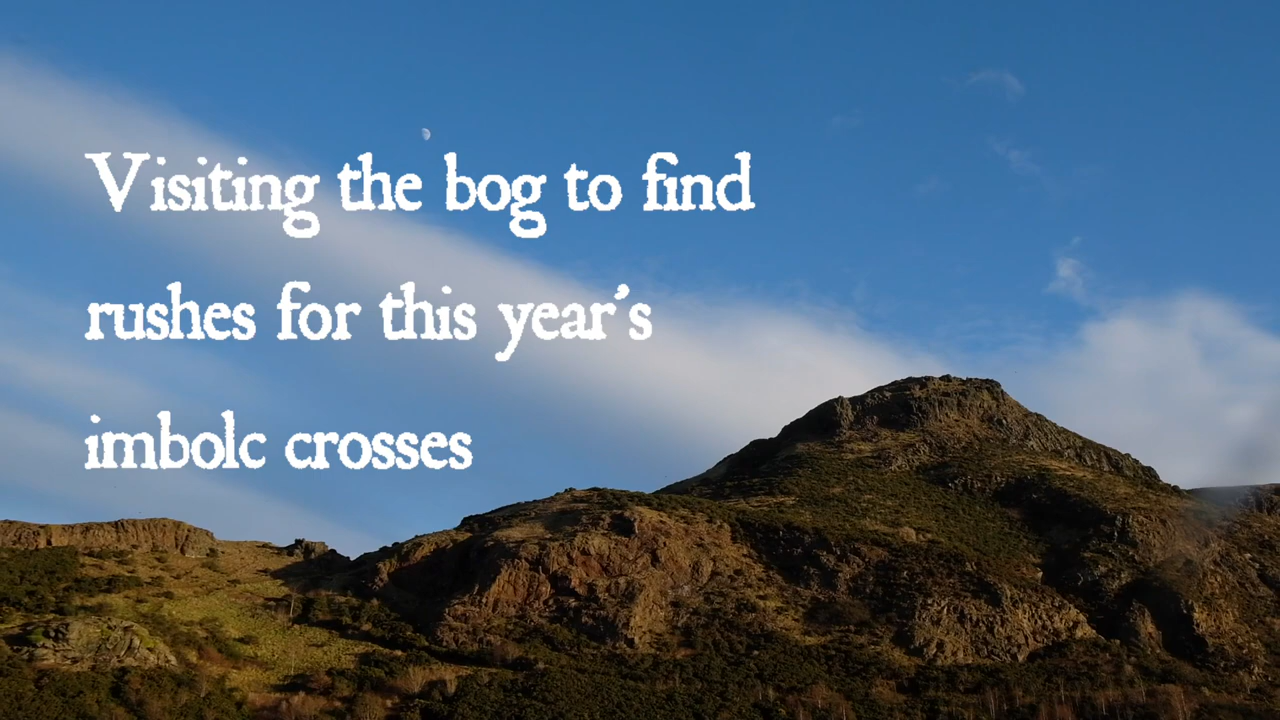 Visiting the bog to find
rushes for this year's
imbolc crosses